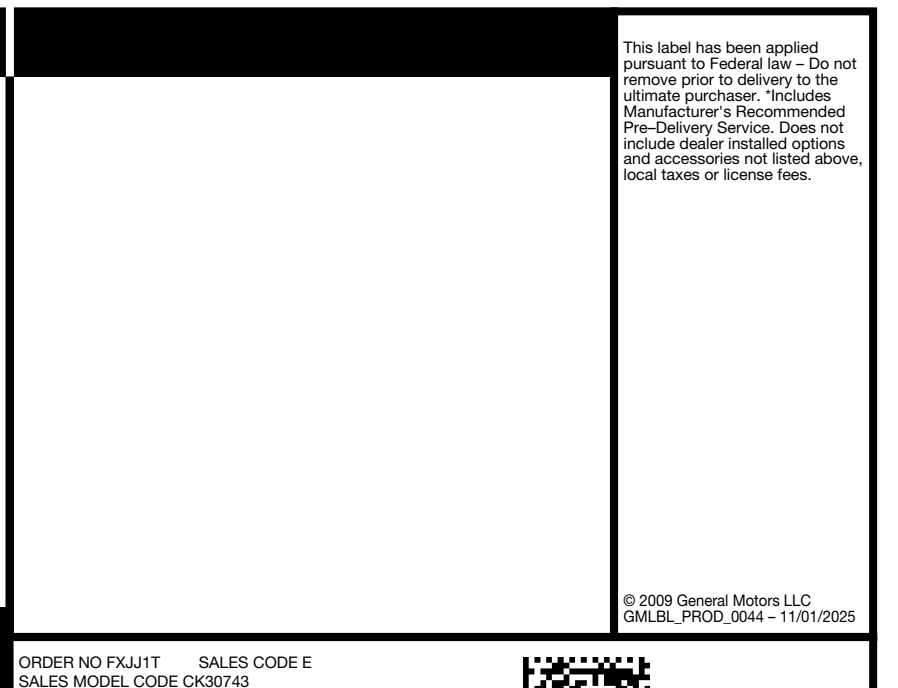 This label has been applied
pursuant to Federal law – Do not
remove prior to delivery to the
ultimate purchaser. *Includes
Manufacturer's Recommended
Pre–Delivery Service. Does not
include dealer installed options
and accessories not listed above,
local taxes or license fees.
© 2009 General Motors LLC
GMLBL_PROD_0044 – 11/01/2025
ORDER NO FXJJ1T SALES CODE E
SALES MODEL CODE CK30743